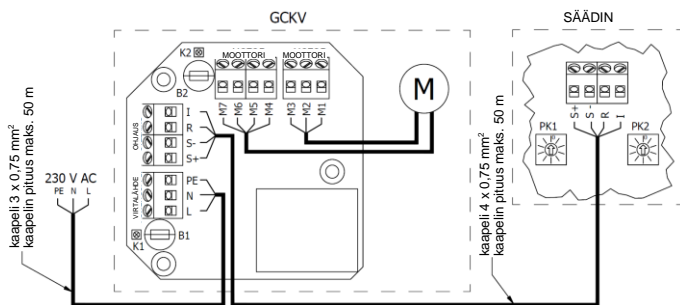 GCKV
SÄÄDIN
K2
MOOTTORI
MOOTTORI
B2
M7
M6
M5
M4
M3
M2
M1
M
OHJAUS
I
R
S-
S+
VIRTALÄHDE
PE
N
L
K1
B1
230 V AC
PE N L
kaapeli 3 x 0,75 mm²
kaapelin pituus maks. 50 m
S+
S-
R
I
PK1
PK2
kaapeli 4 x 0,75 mm²
kaapelin pituus maks. 50 m